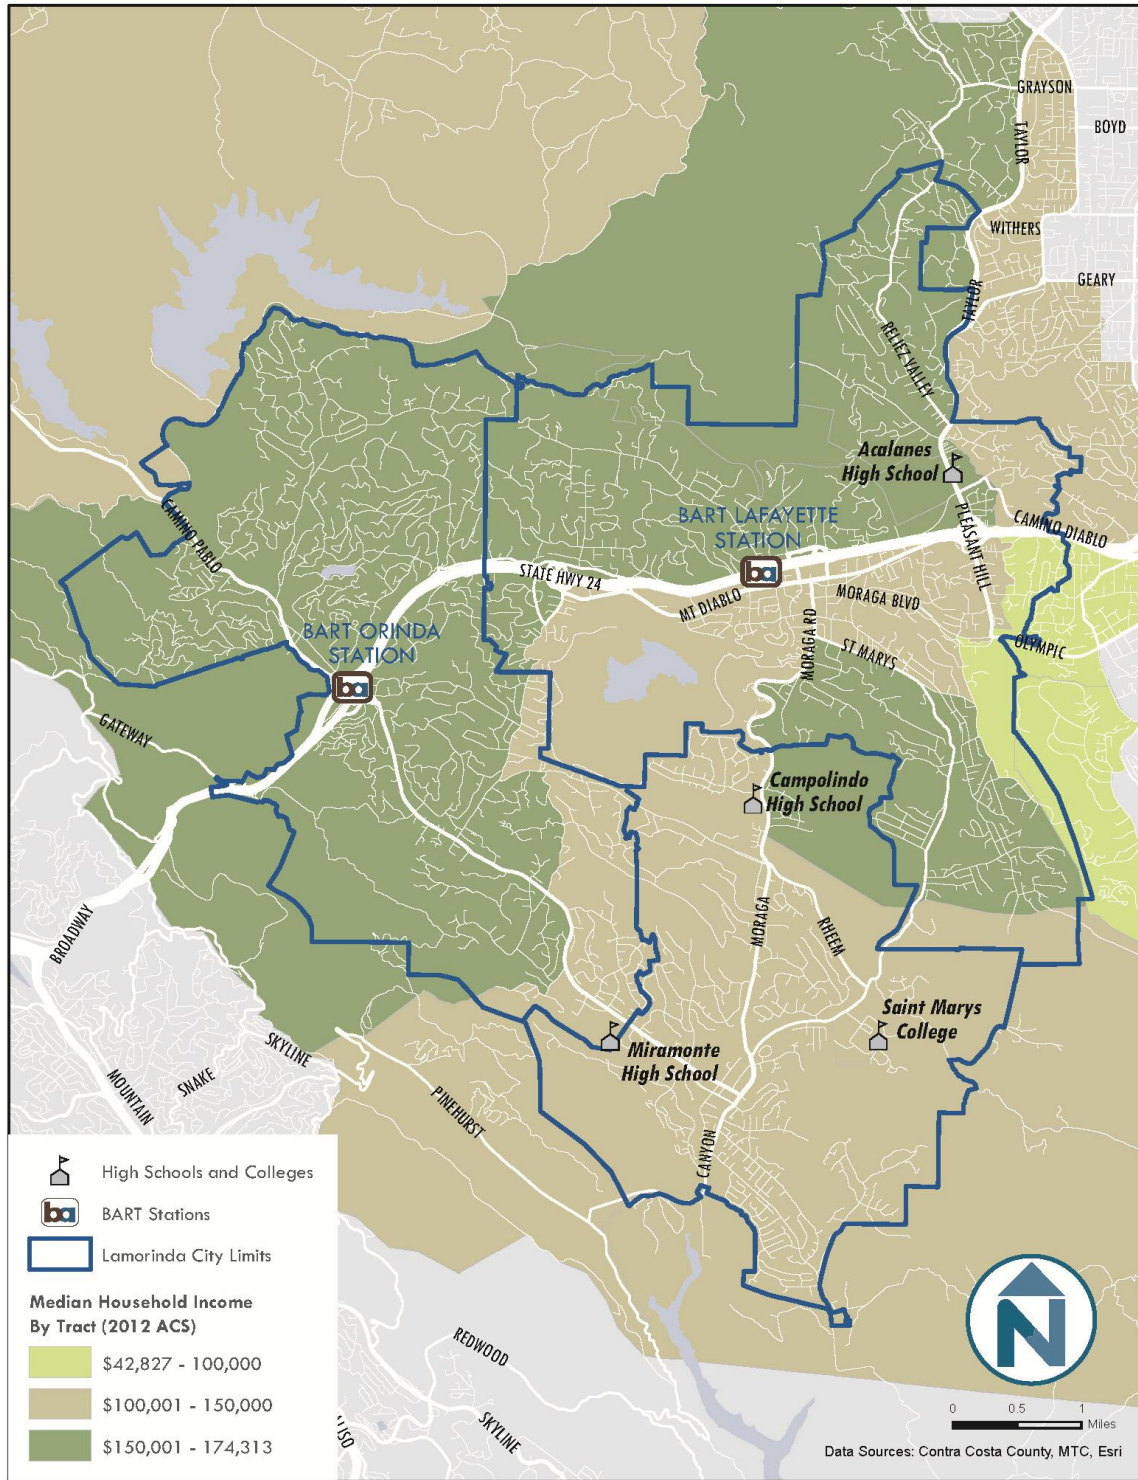 GRAYSON
TAYLOR
BOYD
WITHERS
GEARY
TAYLOR
RELIEZ VALLEY
Acalanes
High School
BART LAFAYETTE
STATION
ba
PLEASANT HILL
CAMINO DIABLO
CAMINO PABLO
STATE HWY 24
MT DIABLO
MORAGA BLVD
MORAGA RD
ST MARYS
OLYMPIC
BART ORINDA
STATION
ba
GATEWAY
Campolindo
High School
BROADWAY
MORAGA
RHEEM
Saint Marys
College
SKYLINE
Miramonte
High School
SNAKE
MOUNTAIN
PINEHURST
CANYON
High Schools and Colleges
ba
BART Stations
Lamorinda City Limits
Median Household Income
By Tract (2012 ACS)
$42,827 - 100,000
$100,001 - 150,000
$150,001 - 174,313
REDWOOD
SKYLINE
N
0 0.5 1
Miles
Data Sources: Contra Costa County, MTC, Esri